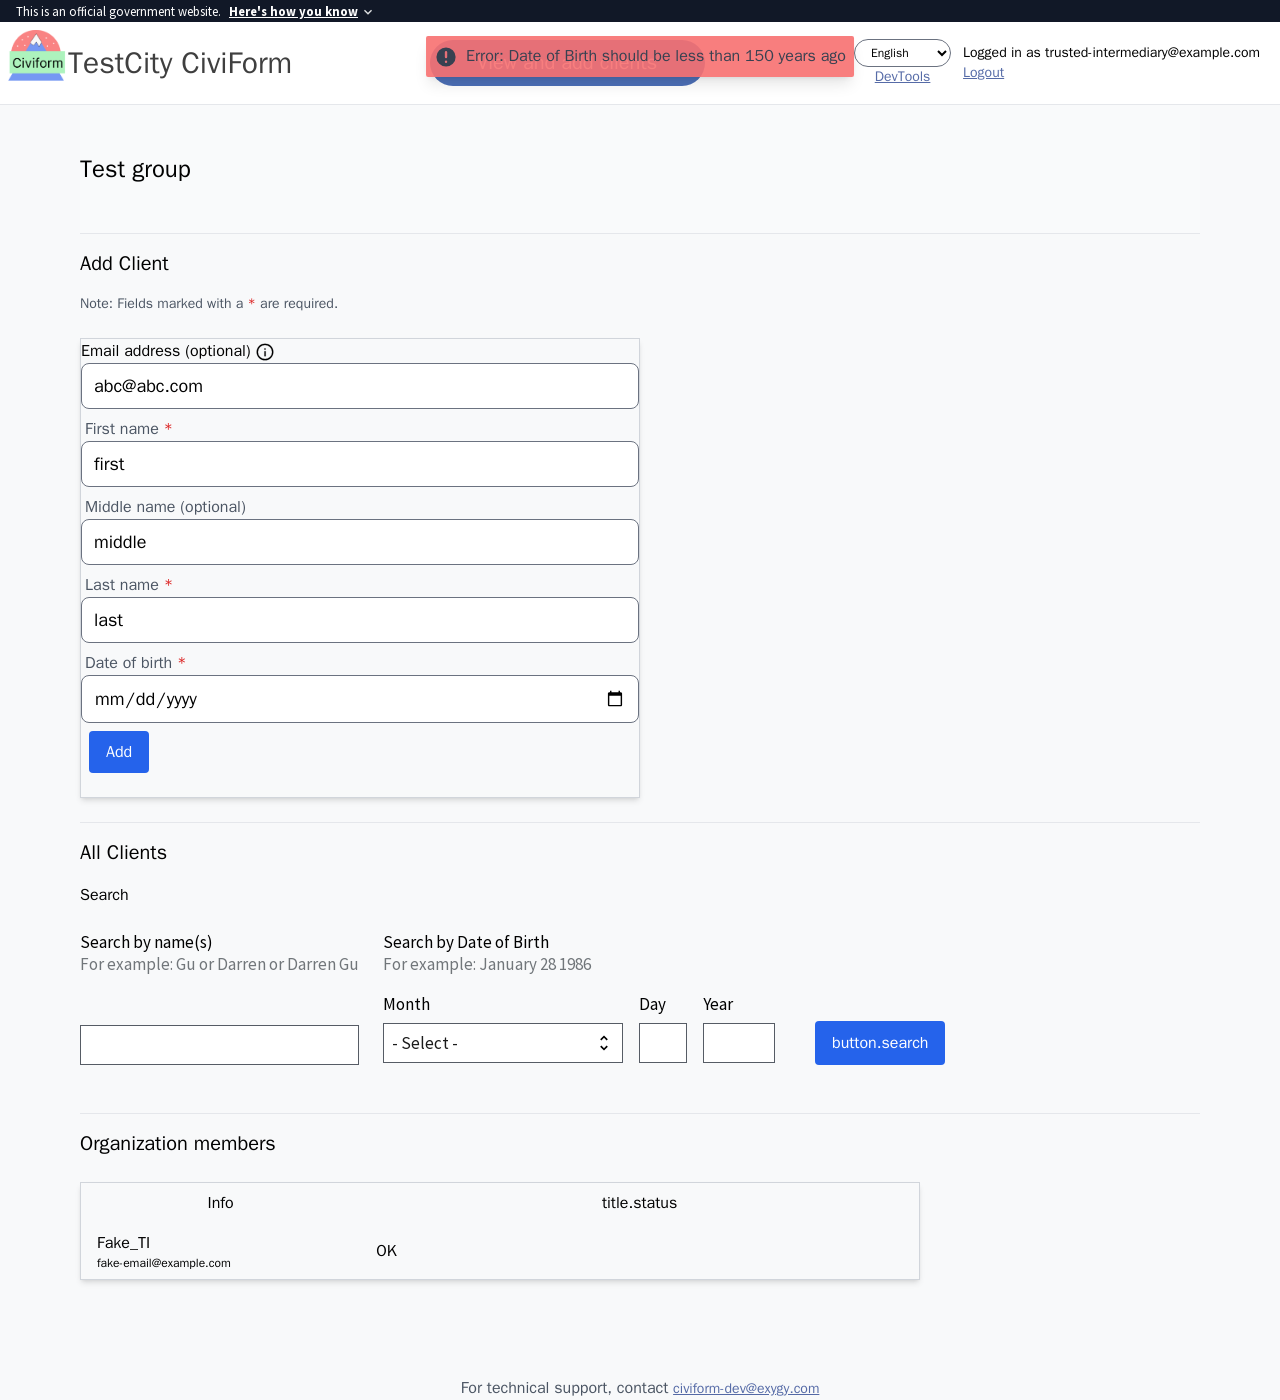 This is an official government website. Here's how you know
Civiform
TestCity CiviForm
View and add clients
Error: Date of Birth should be less than 150 years ago
English
DevTools
Logged in as trusted-intermediary@example.com
Logout
Test group
Add Client
Note: Fields marked with a * are required.
Email address (optional)
abc@abc.com
First name *
first
Middle name (optional)
middle
Last name *
last
Date of birth *
mm/dd/yyyy
Add
All Clients
Search
Search by name(s)
For example: Gu or Darren or Darren Gu
Search by Date of Birth
For example: January 28 1986
Month
Day
Year
- Select -
button.search
Organization members
Info
title.status
Fake_TI
fake-email@example.com
OK
For technical support, contact civiform-dev@exygy.com